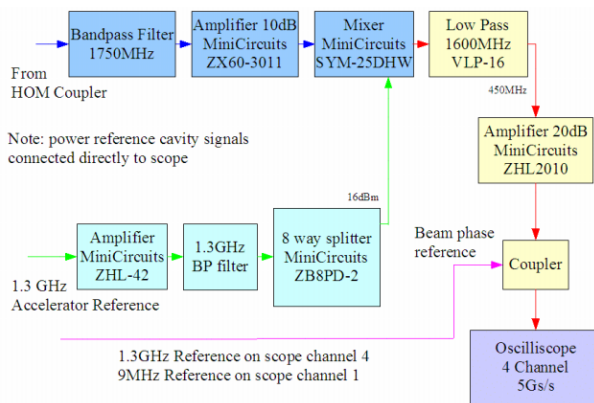 Bandpass Filter
1750MHz
Amplifier 10dB
MiniCircuits
ZX60-3011
Mixer
MiniCircuits
SYM-25DHW
Low Pass
1600MHz
VLP-16
From
HOM Coupler
450MHz
Note: power reference cavity signals
connected directly to scope
Amplifier 20dB
MiniCircuits
ZHL2010
16dBm
Amplifier
MiniCircuits
ZHL-42
1.3GHz
BP filter
8 way splitter
MiniCircuits
ZB8PD-2
Beam phase
reference
Coupler
1.3 GHz
Accelerator Reference
1.3GHz Reference on scope channel 4
9MHz Reference on scope channel 1
Oscilliscope
4 Channel
5Gs/s